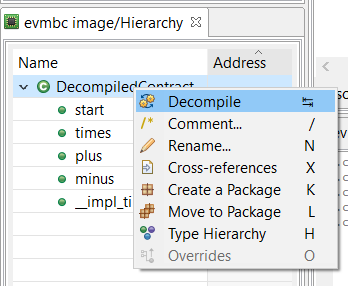 evmbc image/Hierarchy
Name Address
DecompiledContract
start
times
plus
minus
__impl_ti
Decompile
Comment... /
Rename... N
Cross-references X
Create a Package K
Move to Package L
Type Hierarchy H
Overrides O